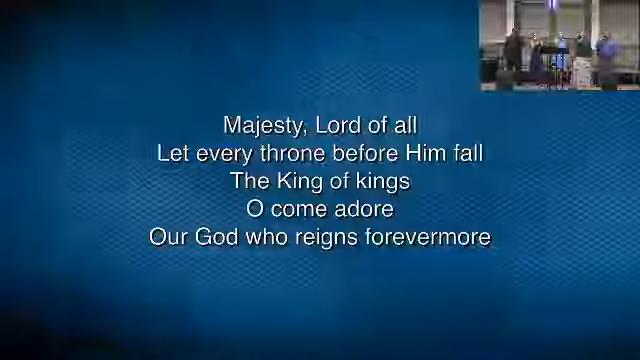 Majesty, Lord of all
Let every throne before Him fall
The King of kings
O come adore
Our God who reigns forevermore